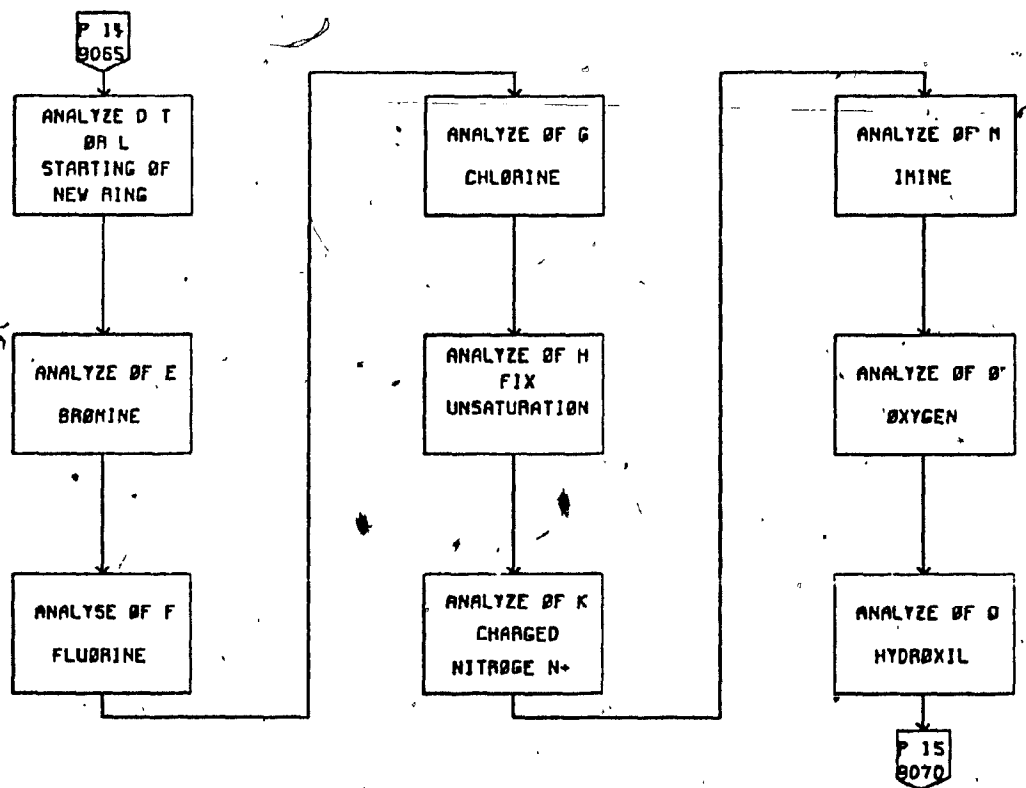 P 14
9065
ANALYZE D T
ØR L
STARTING ØF
NEW RING
ANALYZE ØF E
BRØMINE
ANALYSE ØF F
FLUØRINE
ANALYZE ØF G
CHLØRINE
ANALYZE ØF H
FIX
UNSATURATIØN
ANALYZE ØF K
CHARGED
NITRØGE N+
ANALYZE ØF M
IMINE
ANALYZE ØF Ø
ØXYGEN
ANALYZE ØF Q
HYDRØXIL
P 15
9070